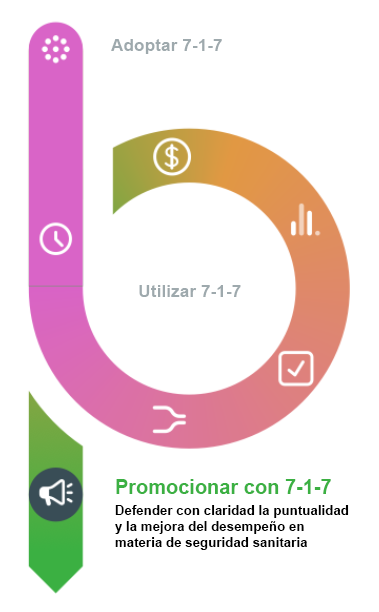 Adoptar 7-1-7
Utilizar 7-1-7
Promocionar con 7-1-7
Defender con claridad la puntualidad
y la mejora del desempeño en
materia de seguridad sanitaria